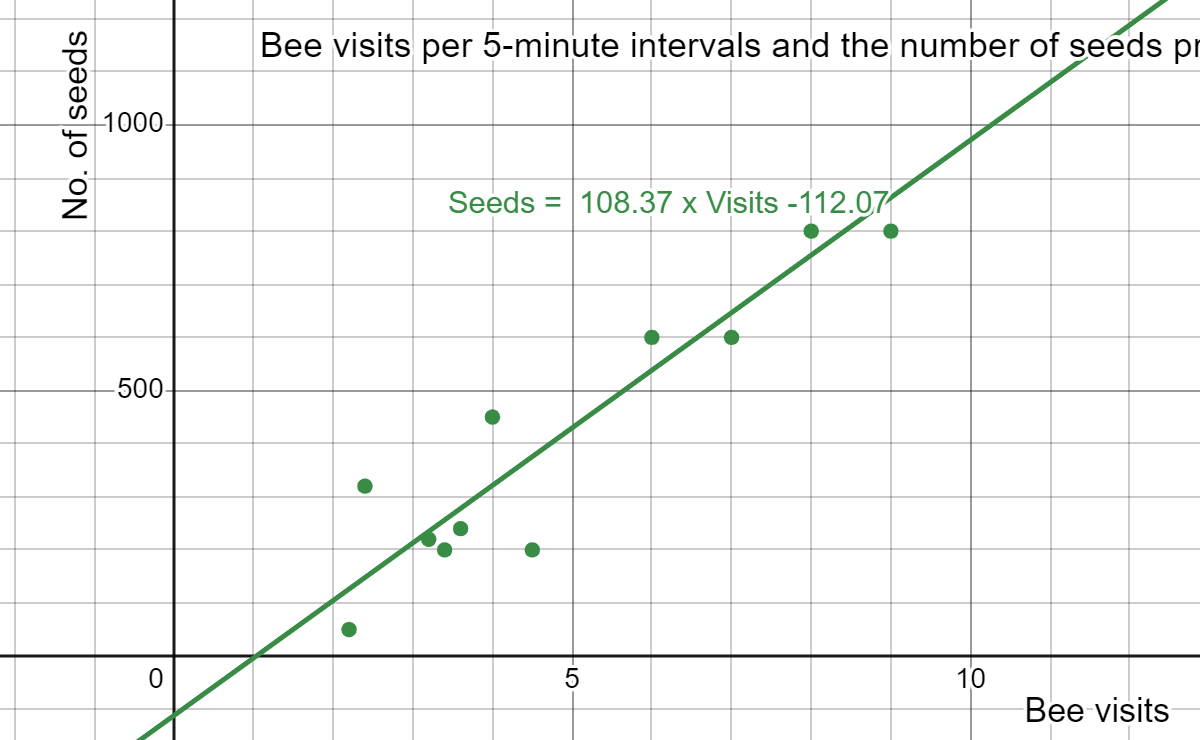 Bee visits per 5-minute intervals and the number of seeds pr
No. of seeds
1000
Seeds = 108.37 x Visits -112.07
500
0
5
10
Bee visits